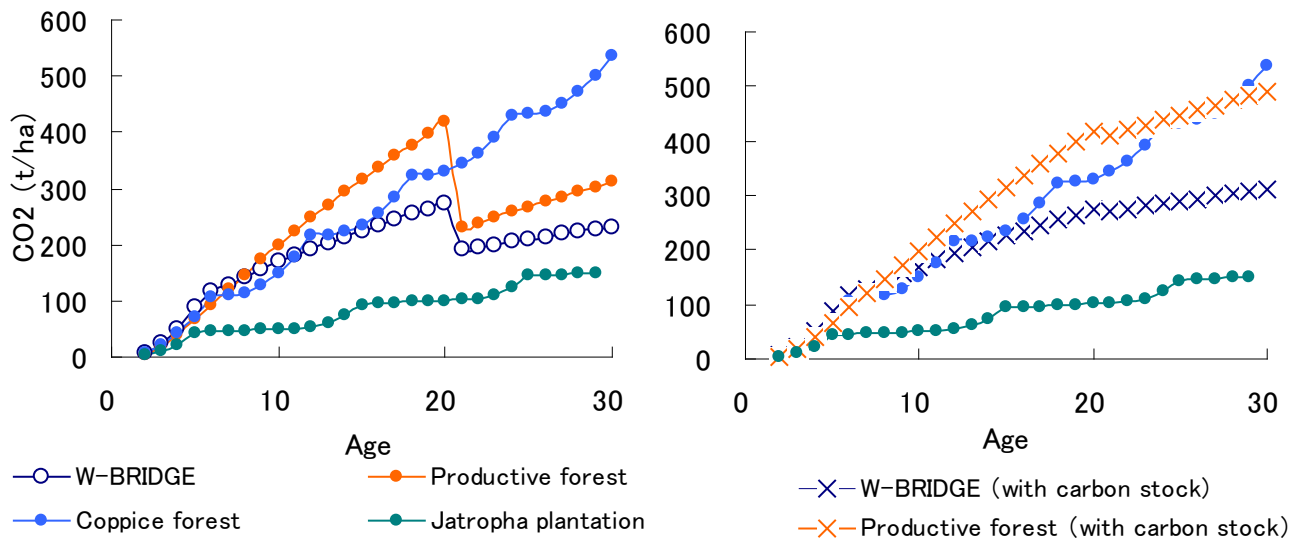 600
500
400
300
200
100
0
CO2 (t/ha)
0 10 20 30
Age
W-BRIDGE
Productive forest
Coppice forest
Jatropha plantation
600
500
400
300
200
100
0
0 10 20 30
Age
W-BRIDGE (with carbon stock)
Productive forest (with carbon stock)